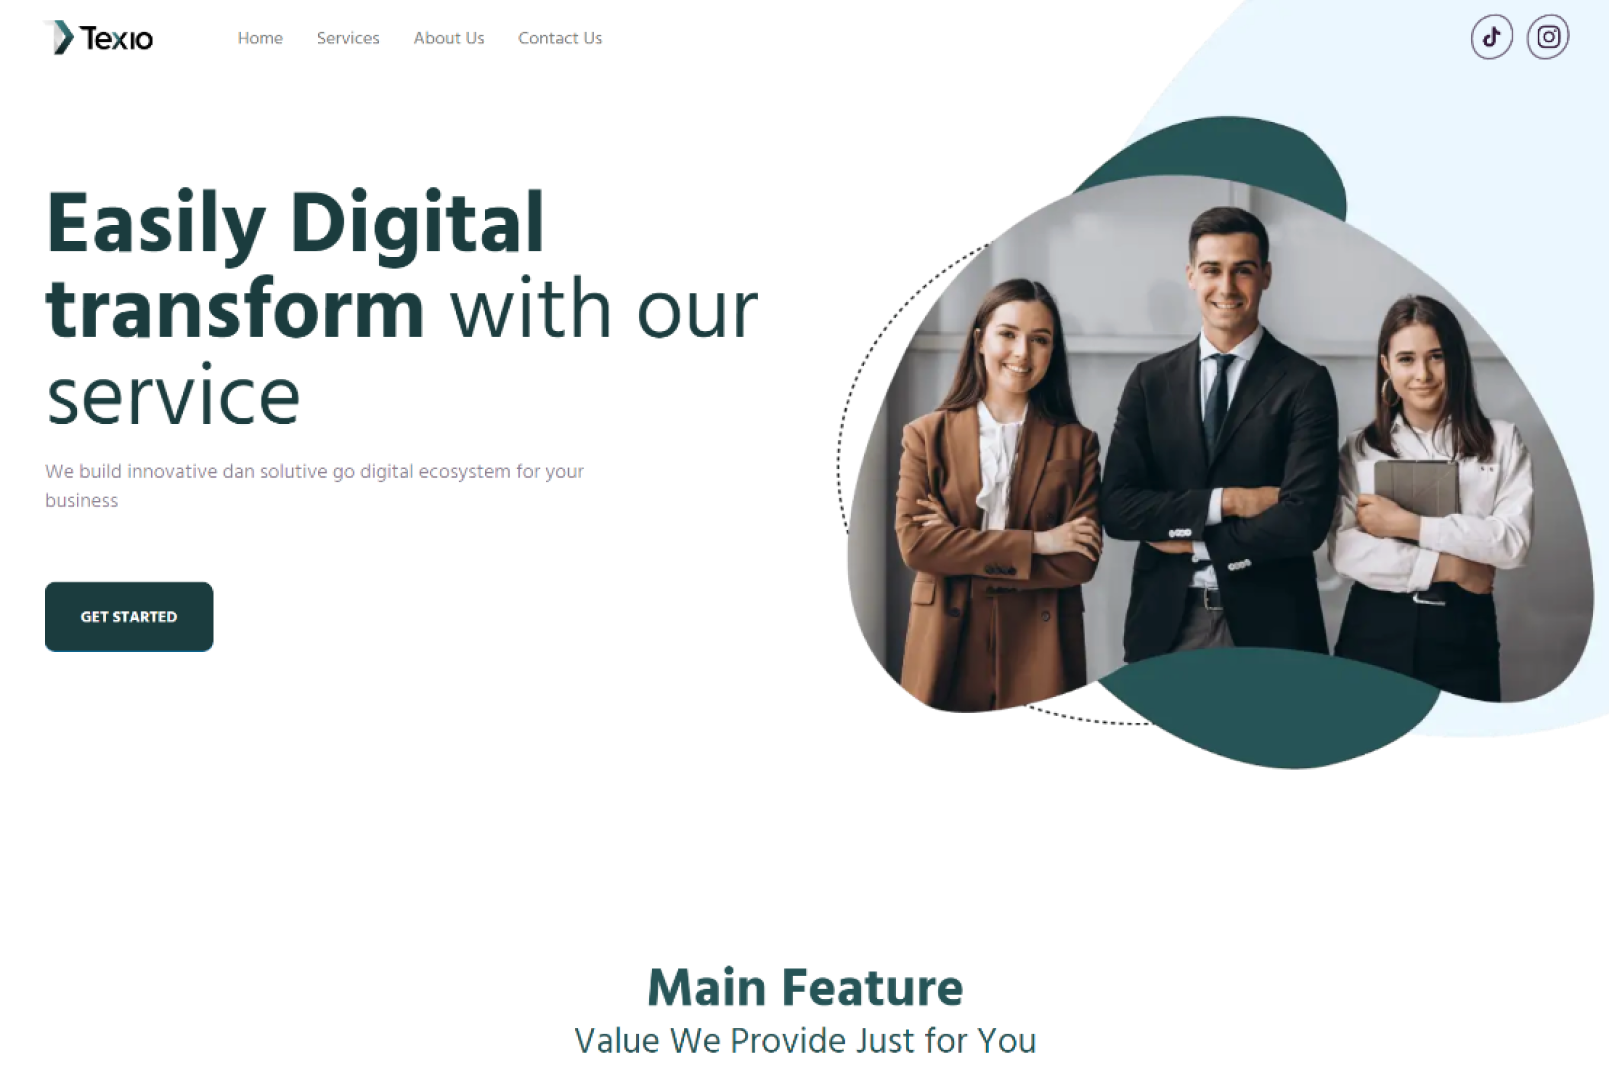 Texio
Home
Services
About Us
Contact Us
Easily Digital
transform with our
service
We build innovative dan solutive go digital ecosystem for your
business
GET STARTED
Main Feature
Value We Provide Just for You